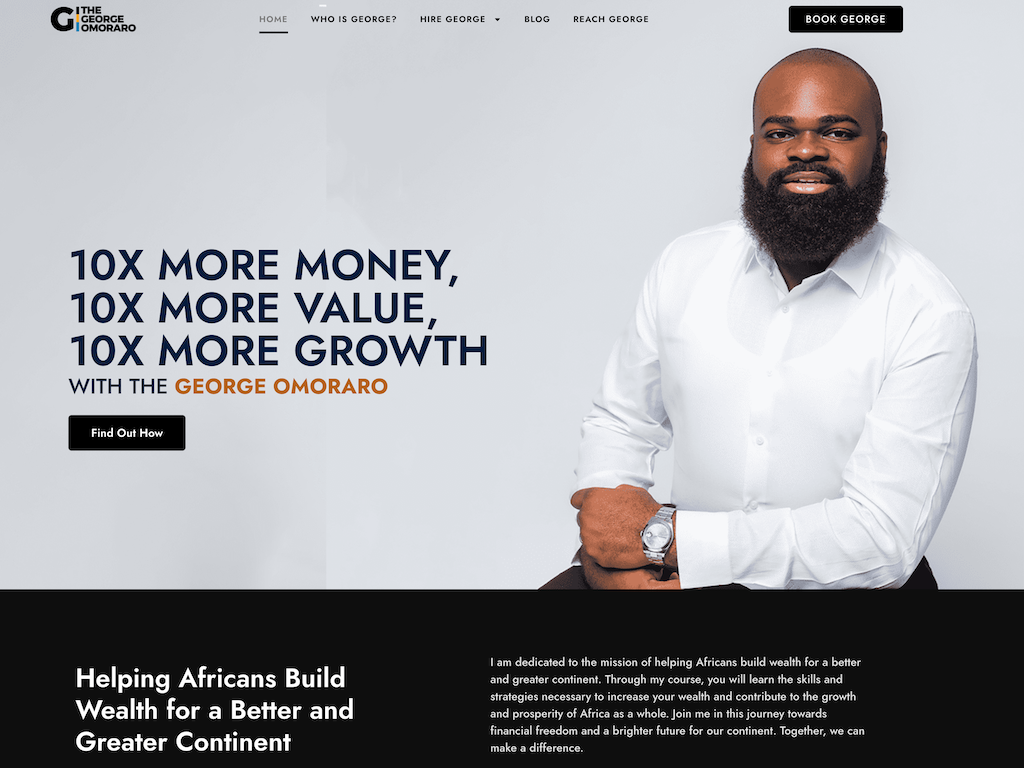 THE
GEORGE
OMORARO
HOME
WHO IS GEORGE?
HIRE GEORGE
BLOG
REACH GEORGE
BOOK GEORGE
10X MORE MONEY,
10X MORE VALUE,
10X MORE GROWTH
WITH THE GEORGE OMORARO
Find Out How
Helping Africans Build
Wealth for a Better and
Greater Continent
I am dedicated to the mission of helping Africans build wealth for a better
and greater continent. Through my course, you will learn the skills and
strategies necessary to increase your wealth and contribute to the growth
and prosperity of Africa as a whole. Join me in this journey towards
financial freedom and a brighter future for our continent. Together, we can
make a difference.